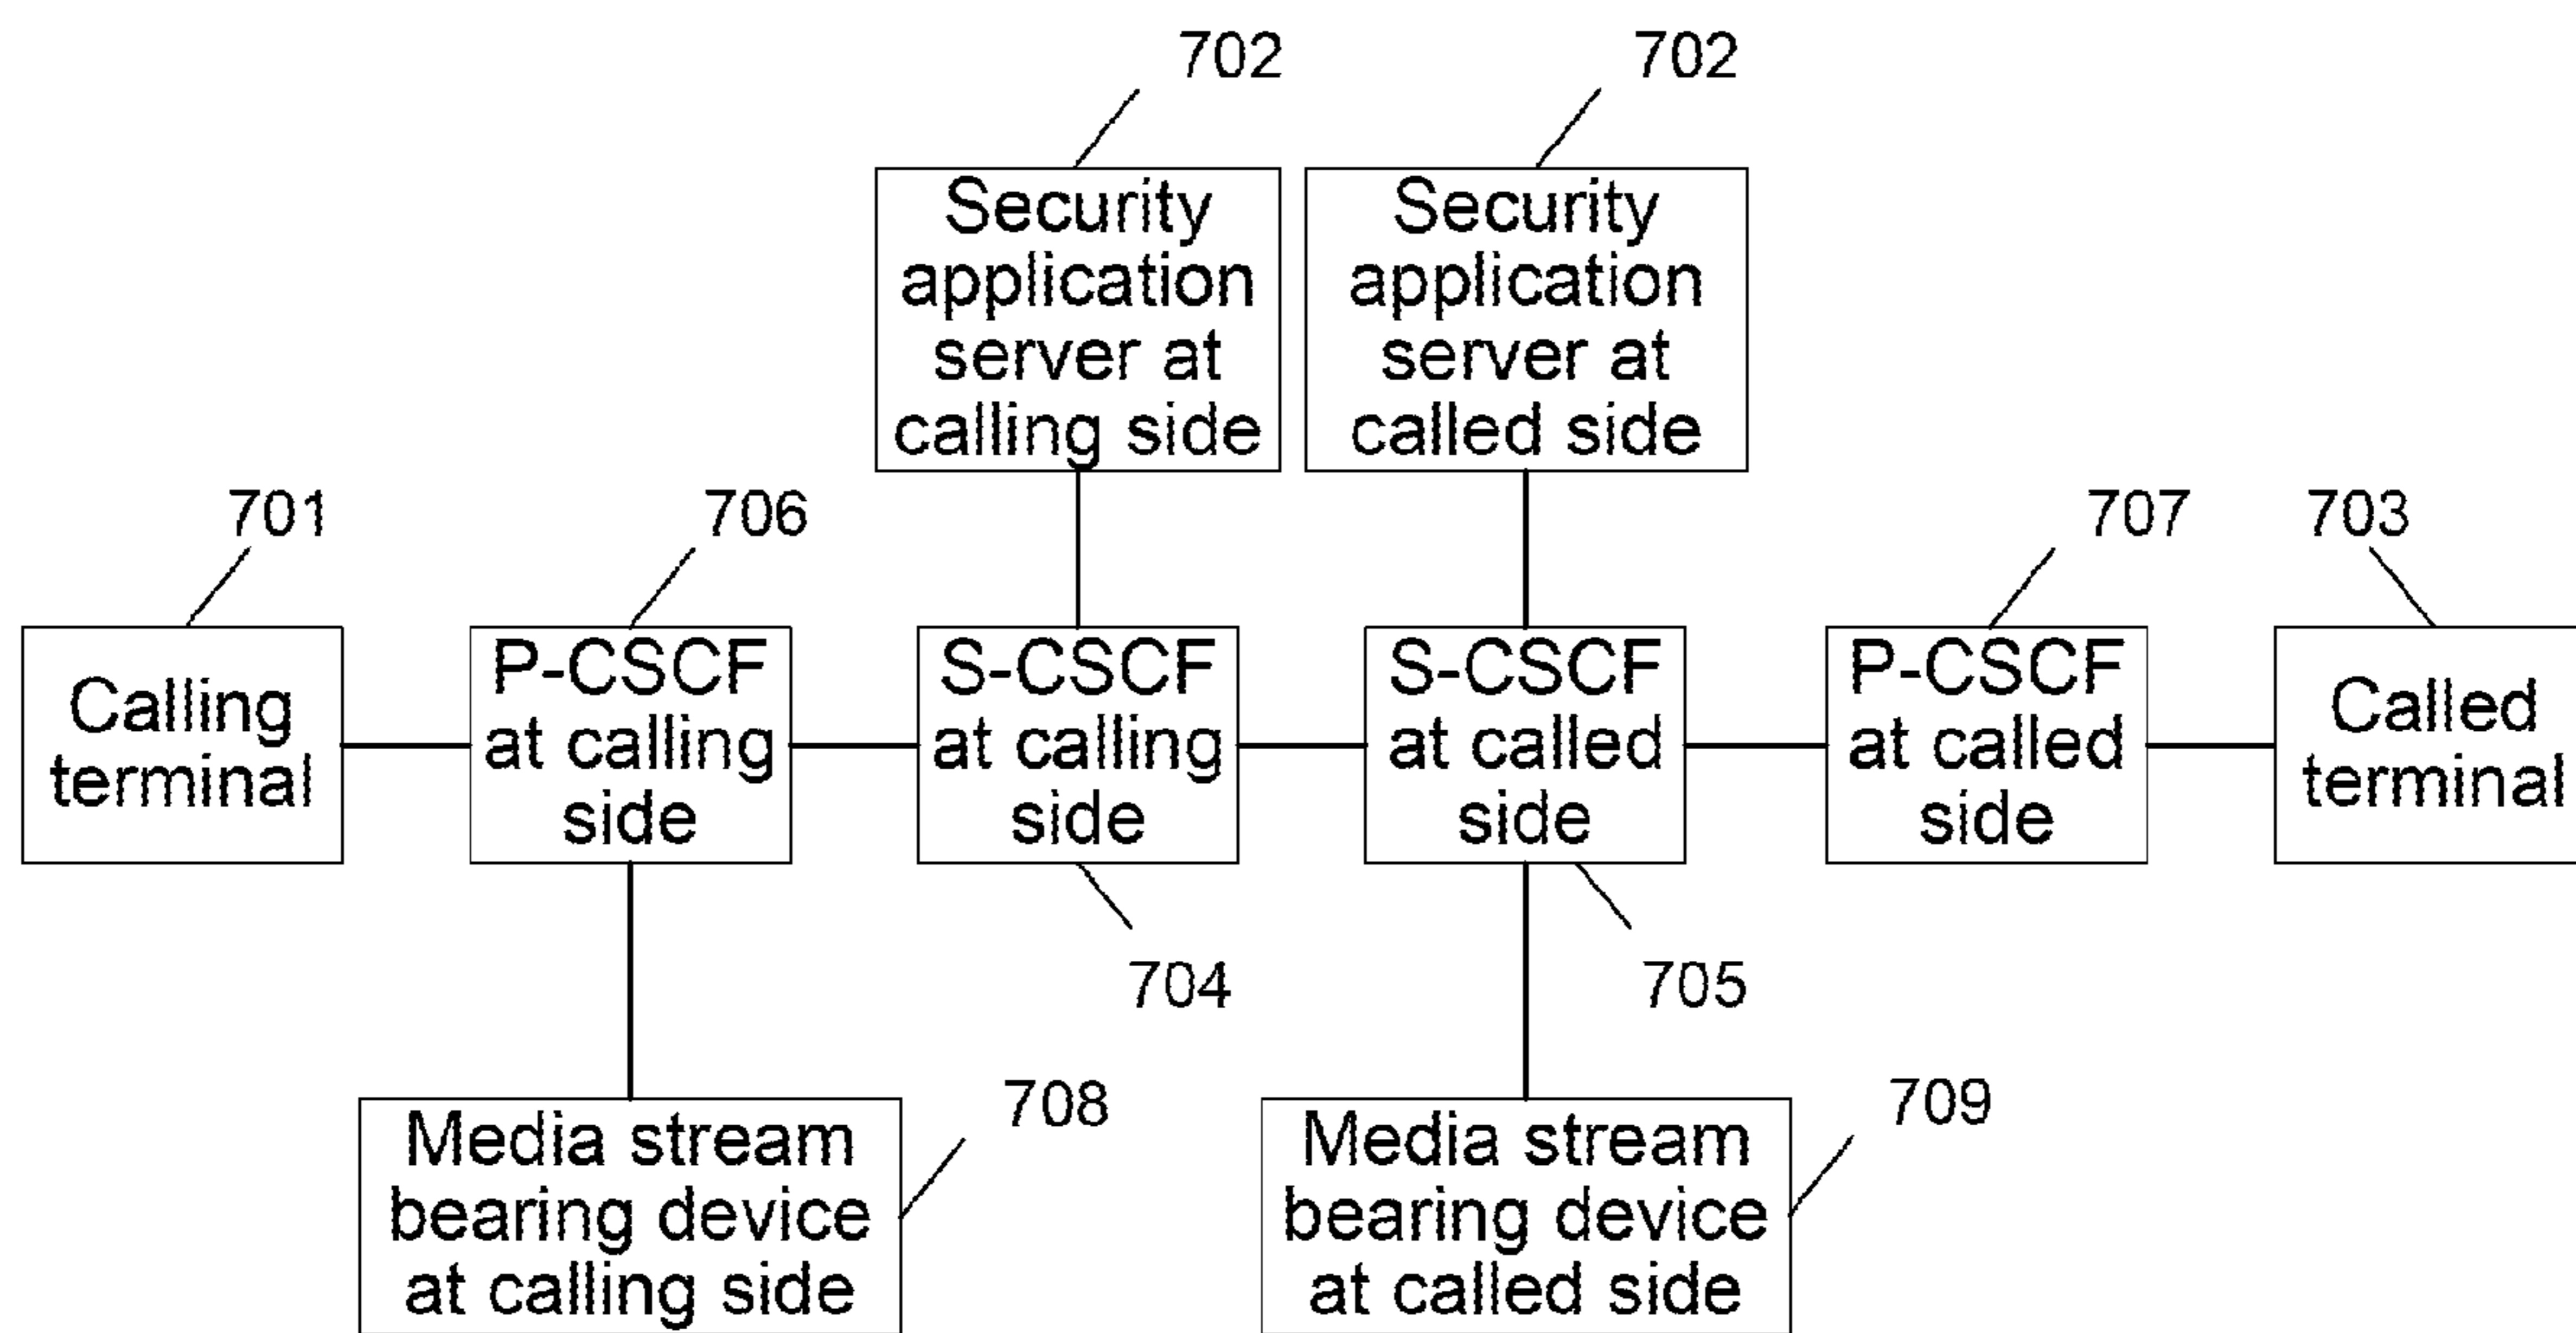 702
702
Security
application
server at
calling side
Security
application
server at
called side
701
706
707
703
Calling
terminal
P-CSCF
at calling
side
S-CSCF
at calling
side
S-CSCF
at called
side
P-CSCF
at called
side
Called
terminal
704
705
708
709
Media stream
bearing device
at calling side
Media stream
bearing device
at called side